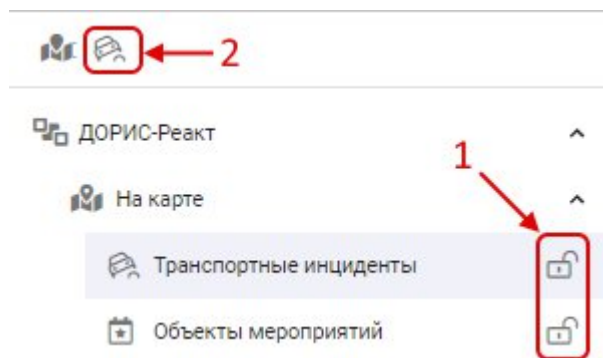 2
ДОРИС-Реакт
1
На карте
Транспортные инциденты
Объекты мероприятий